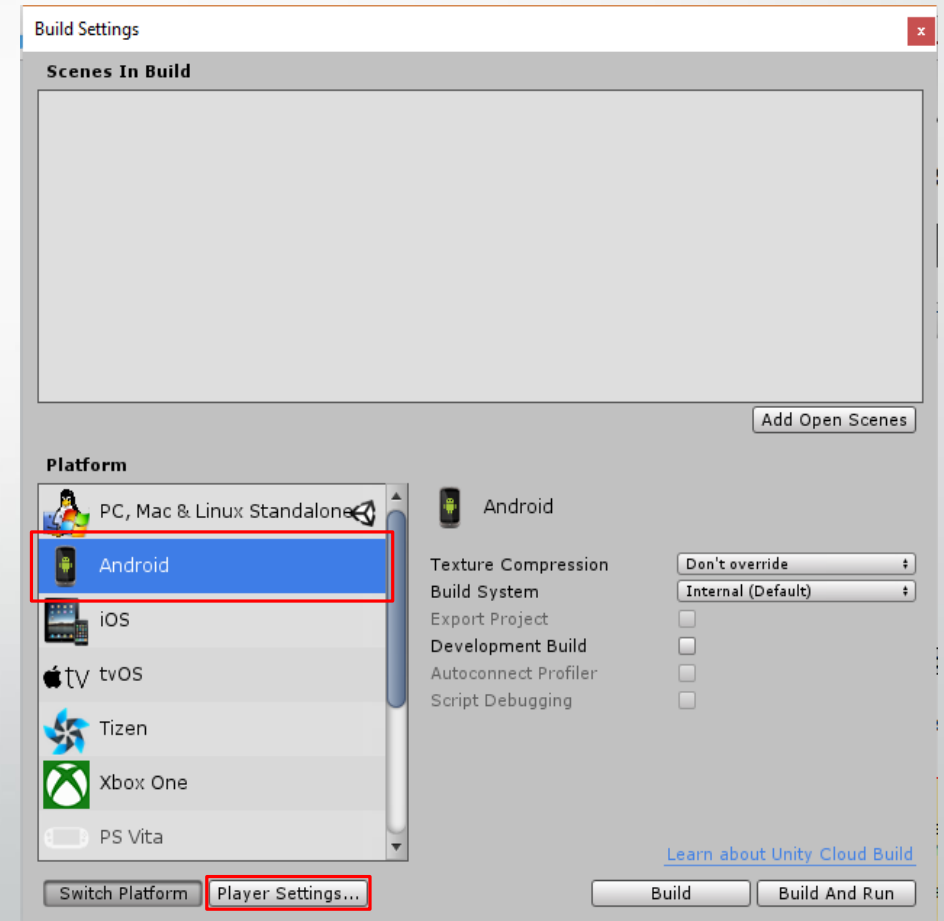 Build Settings
x
Scenes In Build
Add Open Scenes
Platform
PC, Mac & Linux Standalone
Android
iOS
tv tvOS
Tizen
Xbox One
PS Vita
Android
Texture Compression Don't override
Build System Internal (Default)
Export Project
Development Build
Autoconnect Profiler
Script Debugging
Learn about Unity Cloud Build
Switch Platform Player Settings... Build Build And Run